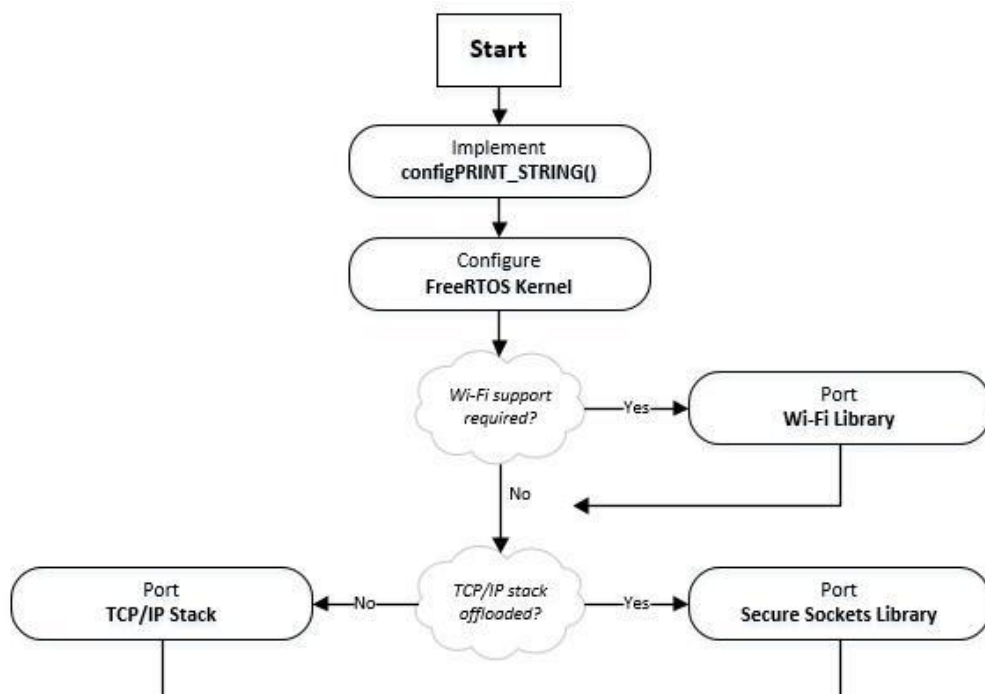 Start
Implement
configPRINT_STRING()
Configure
FreeRTOS Kernel
Wi-Fi support
required?
Yes
Port
Wi-Fi Library
No
Port
TCP/IP Stack
No
TCP/IP stack
offloaded?
Yes
Port
Secure Sockets Library